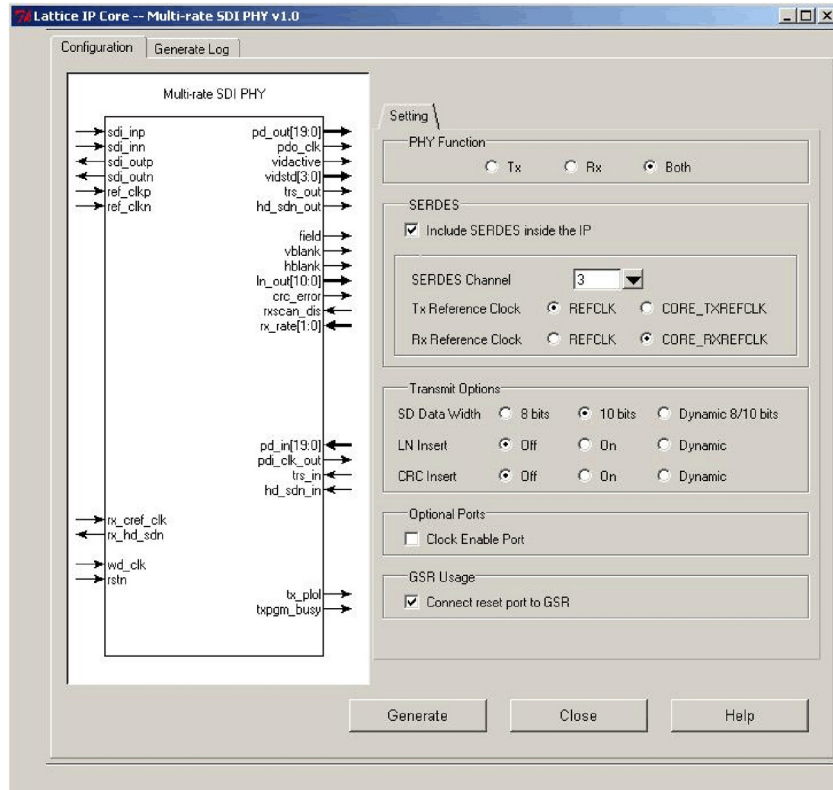 Lattice IP Core -- Multi-rate SDI PHY v1.0
Configuration
Generate Log
Multi-rate SDI PHY
sdi_inp
sdi_inn
sdi_outp
sdi_outn
ref_clkp
ref_clkn
rx_cref_clk
rx_hd_sdn
wd_clk
rstn
pd_out[19:0]
pdo_clk
vidactive
vidstd[3:0]
trs_out
hd_sdn_out
field
vblank
hblank
ln_out[10:0]
crc_error
rxscan_dis
rx_rate[1:0]
pd_in[19:0]
pdi_clk_out
trs_in
hd_sdn_in
tx_plol
txpgm_busy
Setting
PHY Function
Tx Rx Both
SERDES
Include SERDES inside the IP
SERDES Channel 3
Tx Reference Clock REFCLK CORE_TXREFCLK
Rx Reference Clock REFCLK CORE_RXREFCLK
Transmit Options
SD Data Width 8 bits 10 bits Dynamic 8/10 bits
LN Insert Off On Dynamic
CRC Insert Off On Dynamic
Optional Ports
Clock Enable Port
GSR Usage
Connect reset port to GSR
Generate Close Help